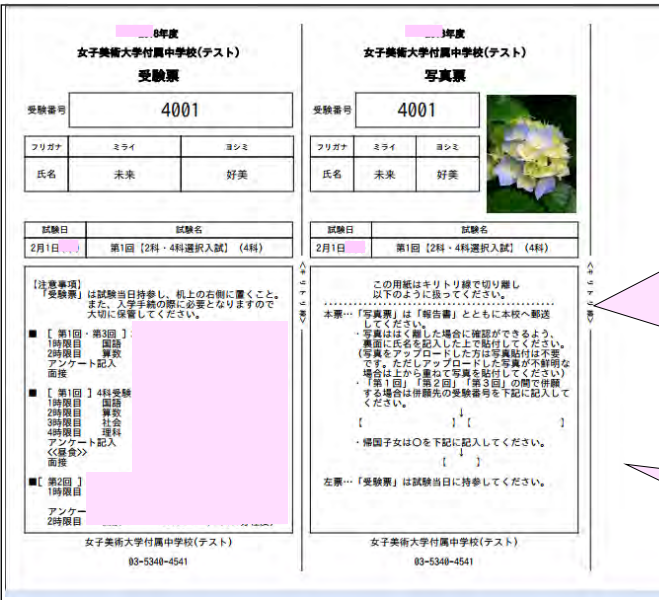 8年度
女子美術大学付属中学校(テスト)
受験票
受験番号
4001
フリガナ
ミライ
ヨシミ
氏名
未来
好美
試験日
試験名
2月1日
第1回【2科・4科選択入試】(4科)
【注意事項】
「受験票」は試験当日持参し、机上の右側に置くこと。
また、入学手続の際に必要となりますので
大切に保管してください。
■ [ 第1回・第3回 ]
1時限目 国語
2時限目 算数
アンケート記入
面接
■ [ 第1回 ] 4科受験
1時限目 国語
2時限目 算数
3時限目 社会
4時限目 理科
アンケート記入
<<昼食>>
面接
■[ 第2回 ]
1時限目
アンケー
2時限目
女子美術大学付属中学校(テスト)
03-5340-4541
8年度
女子美術大学付属中学校(テスト)
写真票
受験番号
4001
フリガナ
ミライ
ヨシミ
氏名
未来
好美
試験日
試験名
2月1日
第1回【2科・4科選択入試】(4科)
この用紙はキリトリ線で切り離し
以下のように扱ってください。
本票…「写真票」は「報告書」とともに本校へ郵送
してください。
・写真ははく離した場合に確認ができるよう、
裏面に氏名を記入した上で貼付してください。
(写真をアップロードした方は写真貼付は不要
です。ただしアップロードした写真が不鮮明な
場合は上から重ねて写真を貼付してください)
・「第1回」「第2回」「第3回」の間で併願
する場合は併願先の受験番号を下記に記入して
ください。
↓
【 】【 】
・帰国子女は○を下記に記入してください。
↓
【 】
左票…「受験票」は試験当日に持参してください。
女子美術大学付属中学校(テスト)
03-5340-4541
<キリトリ線>
<キリトリ線>